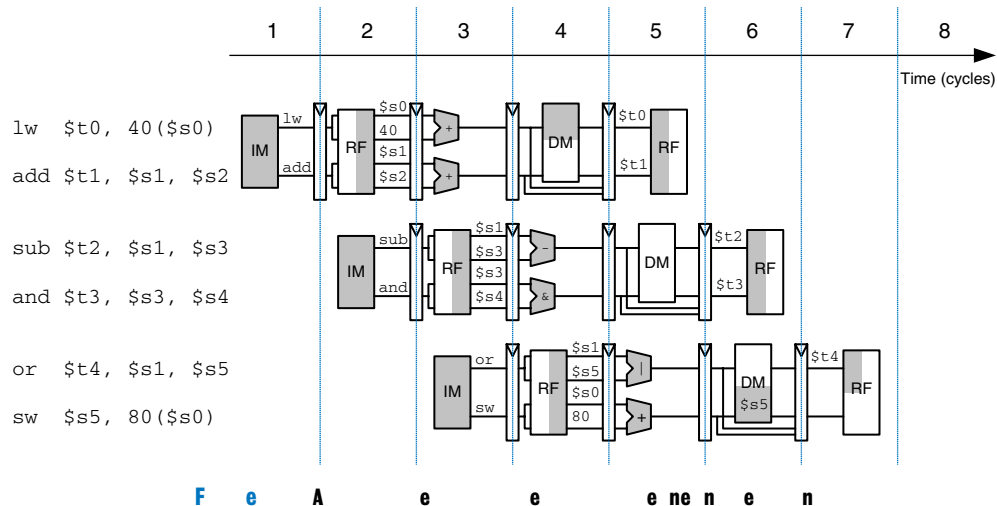 1 2 3 4 5 6 7 8
Time (cycles)
lw $t0, 40($s0)
add $t1, $s1, $s2
IM
lw
add
RF
$s0
40
$s1
$s2
+
+
DM
$t0
$t1
RF
sub $t2, $s1, $s3
and $t3, $s3, $s4
IM
sub
and
RF
$s1
$s3
$s3
$s4
-
&
DM
$t2
$t3
RF
or $t4, $s1, $s5
sw $s5, 80($s0)
IM
or
sw
RF
$s1
$s5
$s0
80
|
+
DM
$s5
$t4
RF
F e A e e e ne n e n